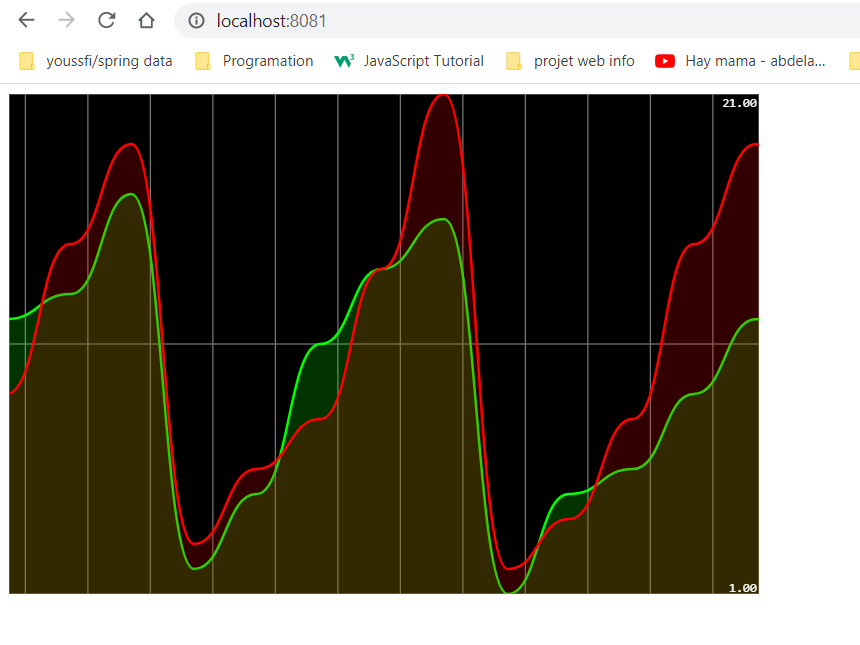 localhost:8081
youssfi/spring data
Programation
JavaScript Tutorial
projet web info
Hay mama - abdela...
21.00
1.00